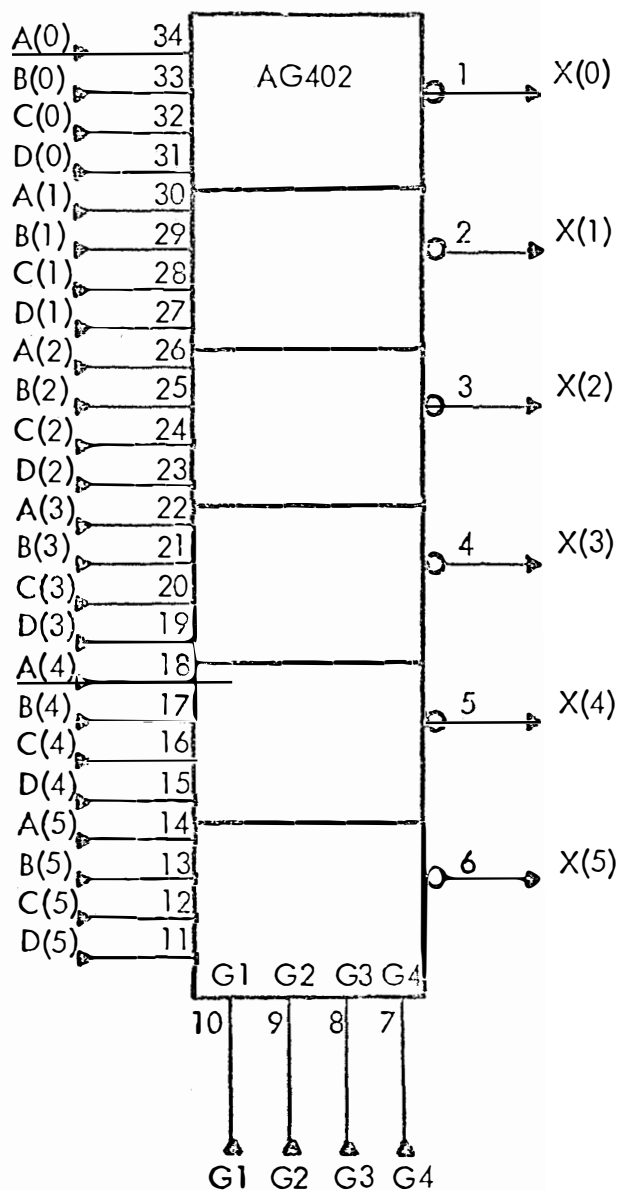 A(0) 34
AG402
1 X(0)
B(0) 33
C(0) 32
D(0) 31
A(1) 30
B(1) 29
2 X(1)
C(1) 28
D(1) 27
A(2) 26
B(2) 25
3 X(2)
C(2) 24
D(2) 23
A(3) 22
B(3) 21
4 X(3)
C(3) 20
D(3) 19
A(4) 18
B(4) 17
5 X(4)
C(4) 16
D(4) 15
A(5) 14
B(5) 13
6 X(5)
C(5) 12
D(5) 11
G1 G2 G3 G4
10 9 8 7
G1 G2 G3 G4